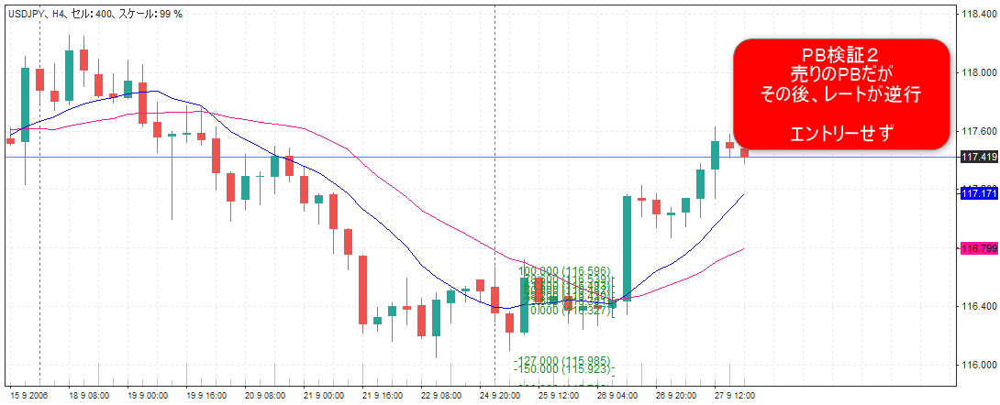 USDJPY、H4、セル: 400、スケール: 99 %
PB検証２
売りのPBだが
その後、レートが逆行
エントリーせず
118.400
118.000
117.600
117.419
117.171
116.799
116.400
116.000
100.000 (116.596)
0.000 (116.327)
-127.000 (115.985)
-150.000 (115.923)
15 9 2006
18 9 08:00
19 9 00:00
19 9 16:00
20 9 08:00
21 9 00:00
21 9 16:00
22 9 08:00
24 9 20:00
25 9 12:00
26 9 04:00
26 9 20:00
27 9 12:00